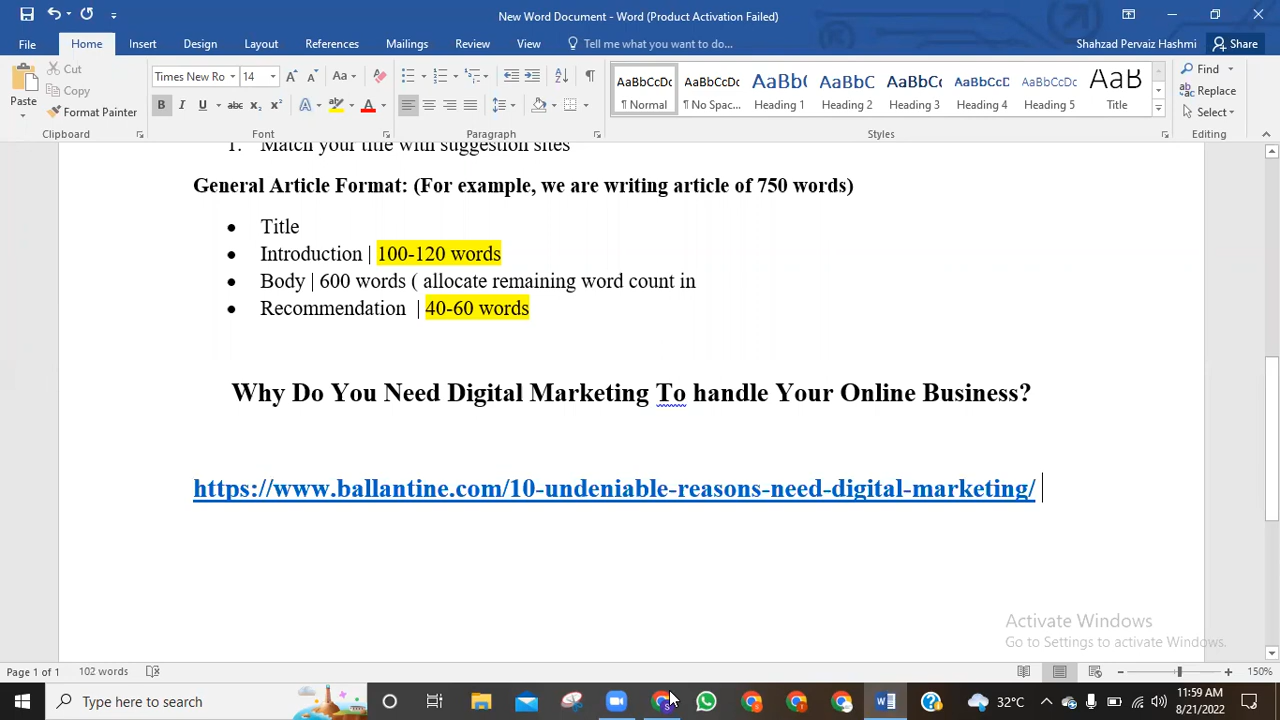 New Word Document - Word (Product Activation Failed)
File Home Insert Design Layout References Mailings Review View Tell me what you want to do... Shahzad Pervaiz Hashmi Share
Paste Cut Copy Format Painter
Clipboard
Times New Ro 14
Font
Paragraph
AaBbCcDc ¶ Normal
AaBbCcDc ¶ No Spac...
AaBbC Heading 1
AaBbC Heading 2
AaBbCc Heading 3
AaBbCcD Heading 4
AaBbCcDc Heading 5
Title
Styles
Find
Replace
Select
Editing
1. Match your title with suggestion sites
General Article Format: (For example, we are writing article of 750 words)
• Title
• Introduction | 100-120 words
• Body | 600 words ( allocate remaining word count in
• Recommendation | 40-60 words
Why Do You Need Digital Marketing To handle Your Online Business?
https://www.ballantine.com/10-undeniable-reasons-need-digital-marketing/
Activate Windows
Go to Settings to activate Windows.
Page 1 of 1 102 words 150%
Type here to search 32°C 11:59 AM
8/21/2022